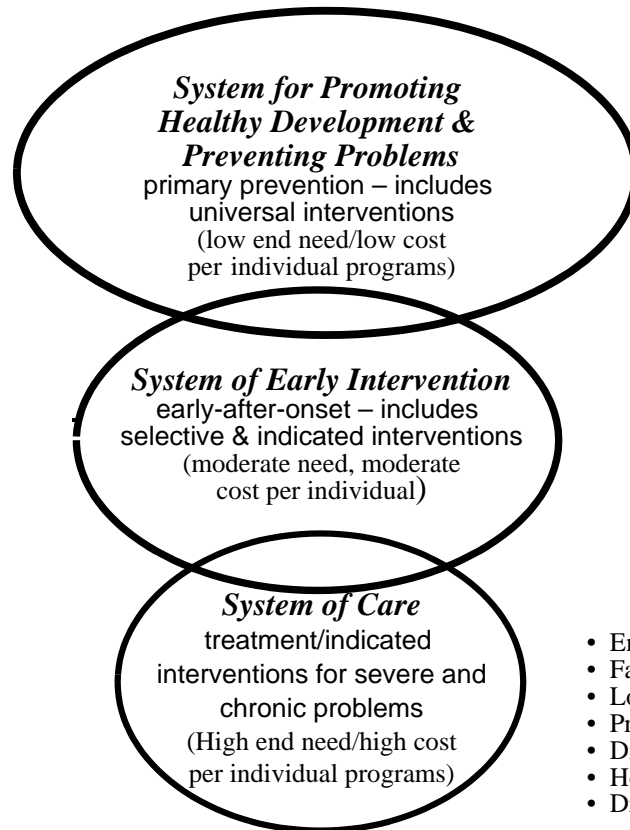 System for Promoting
Healthy Development &
Preventing Problems
primary prevention – includes
universal interventions
(low end need/low cost
per individual programs)
System of Early Intervention
early-after-onset – includes
selective & indicated interventions
(moderate need, moderate
cost per individual)
System of Care
treatment/indicated
interventions for severe and
chronic problems
(High end need/high cost
per individual programs)